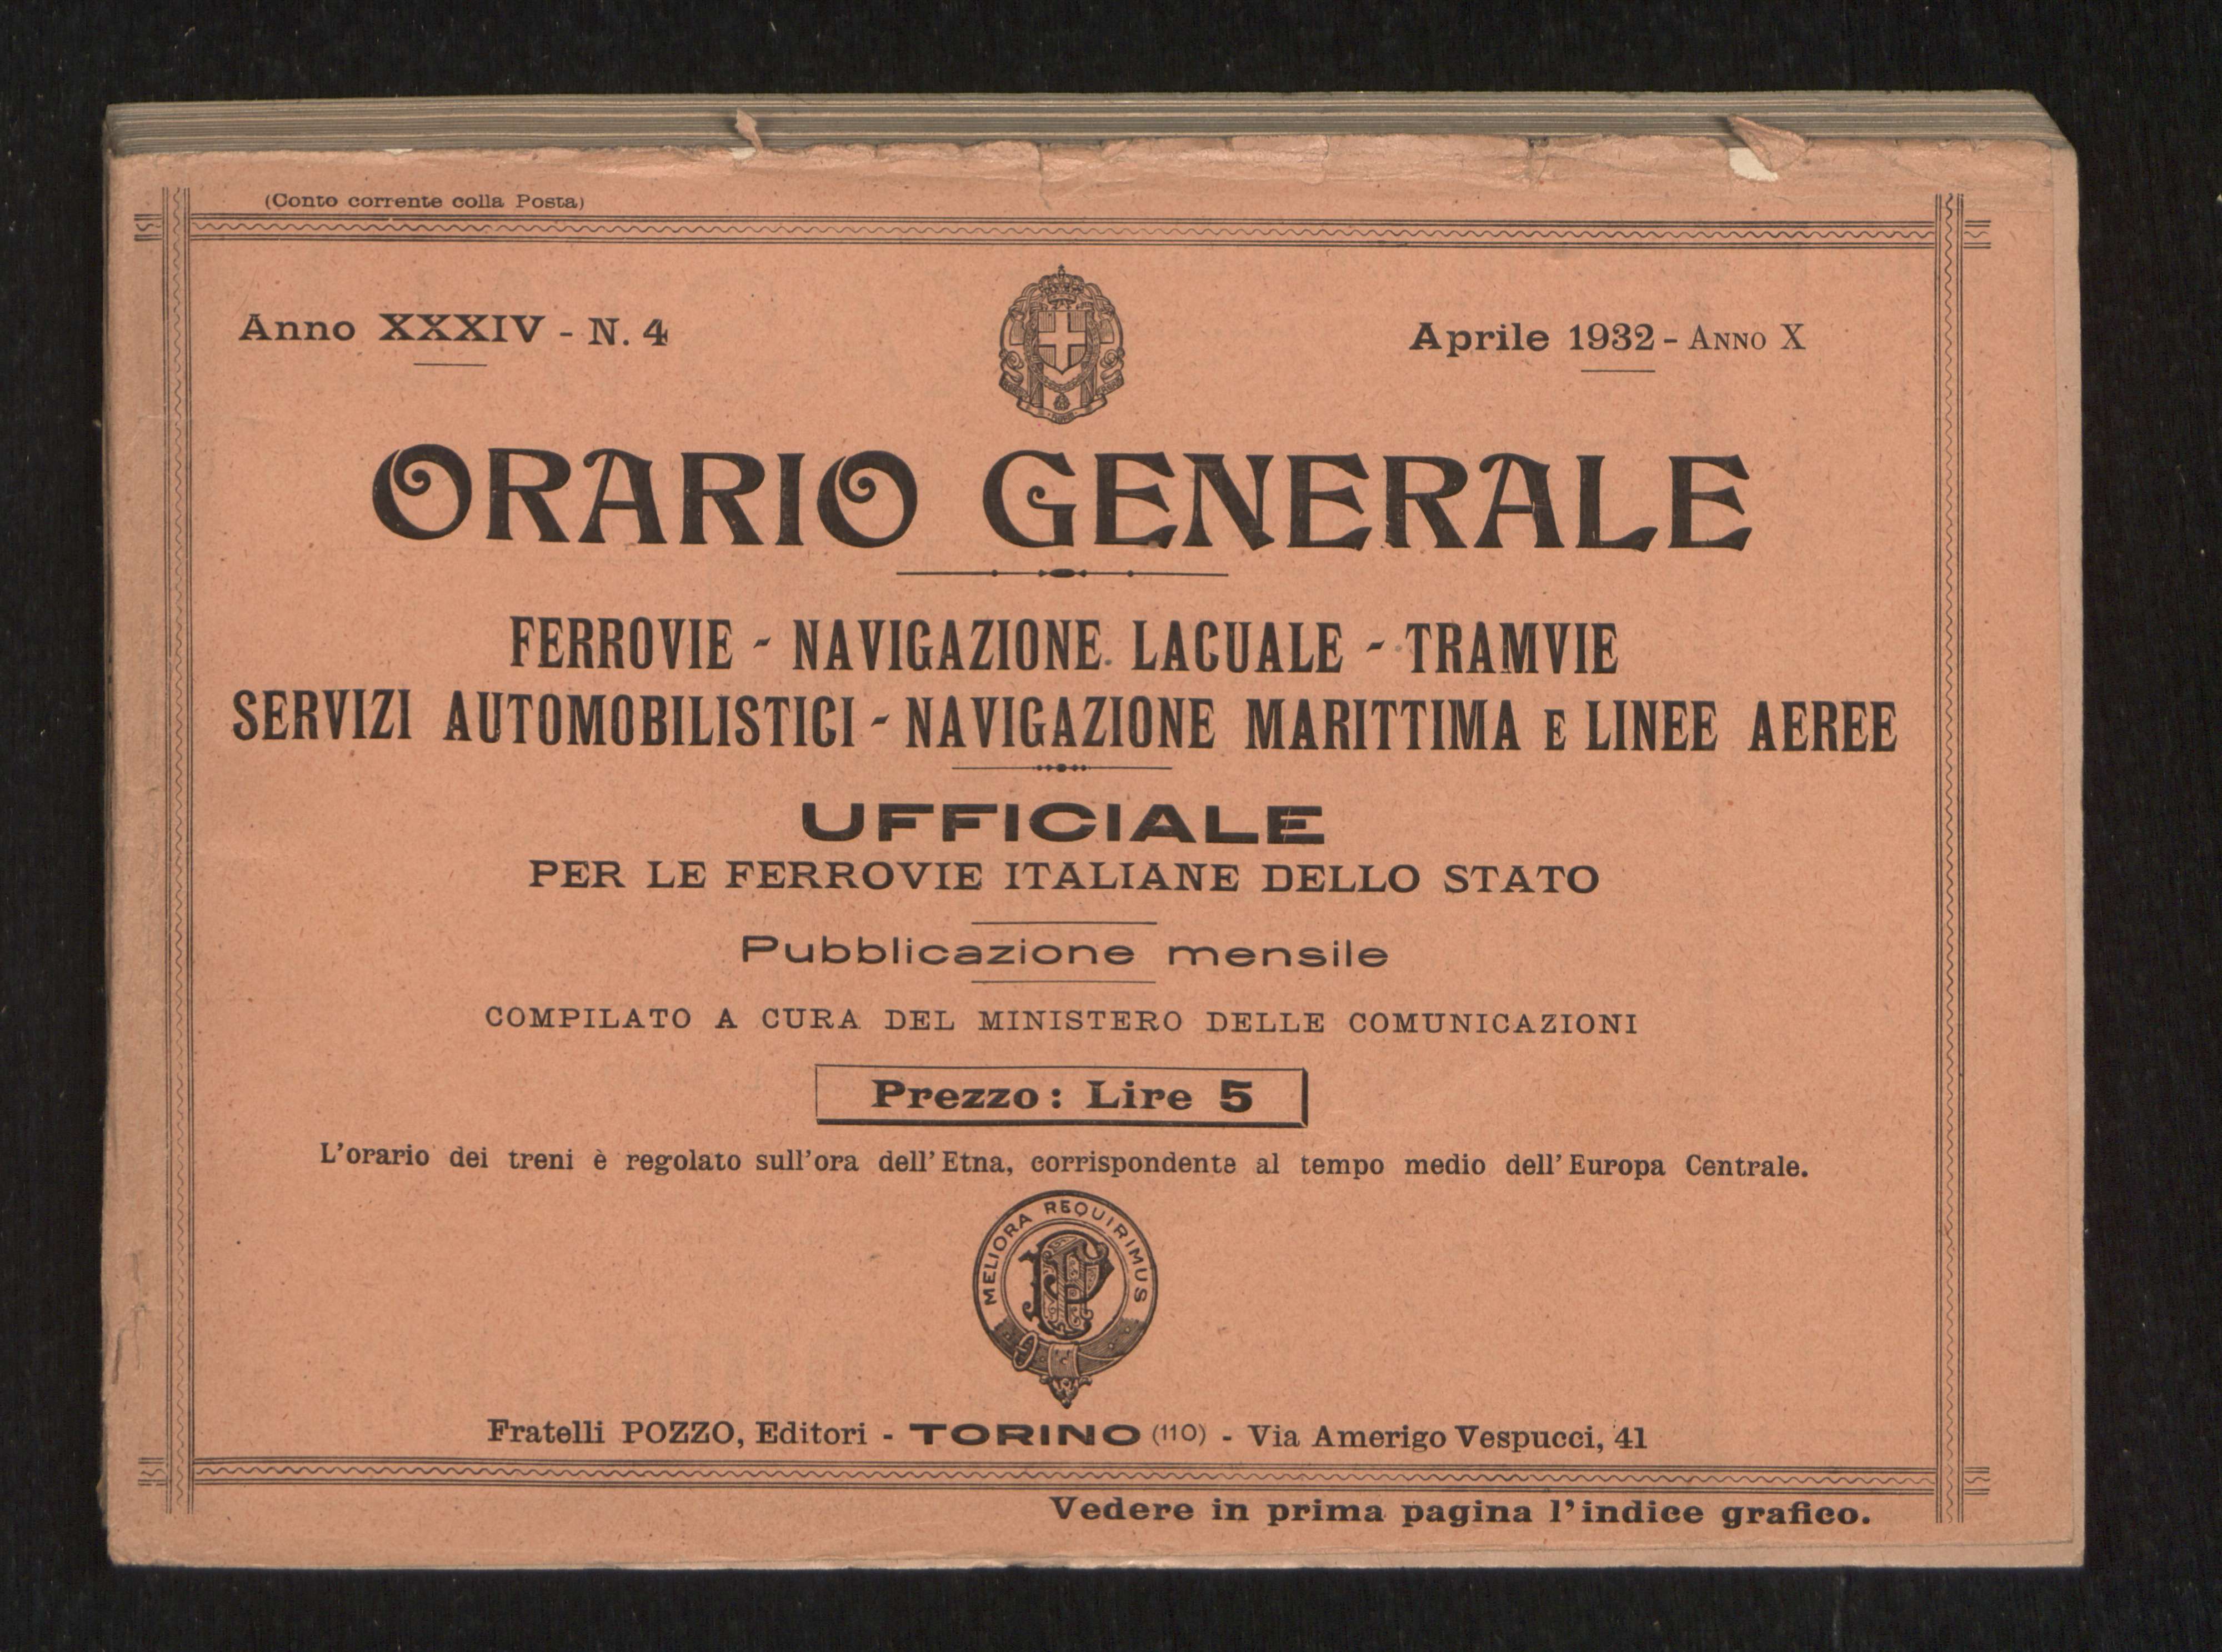 (Conto corrente colla Posta)
Anno XXXIV - N. 4
Aprile 1932 - ANNO X
ORARIO GENERALE
FERROVIE - NAVIGAZIONE LACUALE - TRAMVIE
SERVIZI AUTOMOBILISTICI - NAVIGAZIONE MARITTIMA E LINEE AEREE
UFFICIALE
PER LE FERROVIE ITALIANE DELLO STATO
Pubblicazione mensile
COMPILATO A CURA DEL MINISTERO DELLE COMUNICAZIONI
Prezzo: Lire 5
L'orario dei treni è regolato sull'ora dell'Etna, corrispondente al tempo medio dell'Europa Centrale.
MELIORA REQUIRIMUS
Fratelli POZZO, Editori - TORINO (110) - Via Amerigo Vespucci, 41
Vedere in prima pagina l'indice grafico.